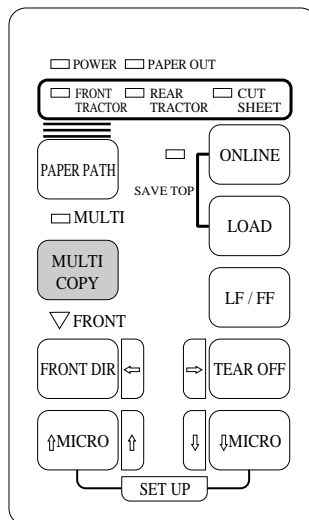 POWER PAPER OUT
FRONT TRACTOR
REAR TRACTOR
CUT SHEET
PAPER PATH
ONLINE
SAVE TOP
MULTI
LOAD
MULTI COPY
LF / FF
FRONT
FRONT DIR ⇦
⇨ TEAR OFF
⇧MICRO ⇧
⇩ ⇩MICRO
SET UP